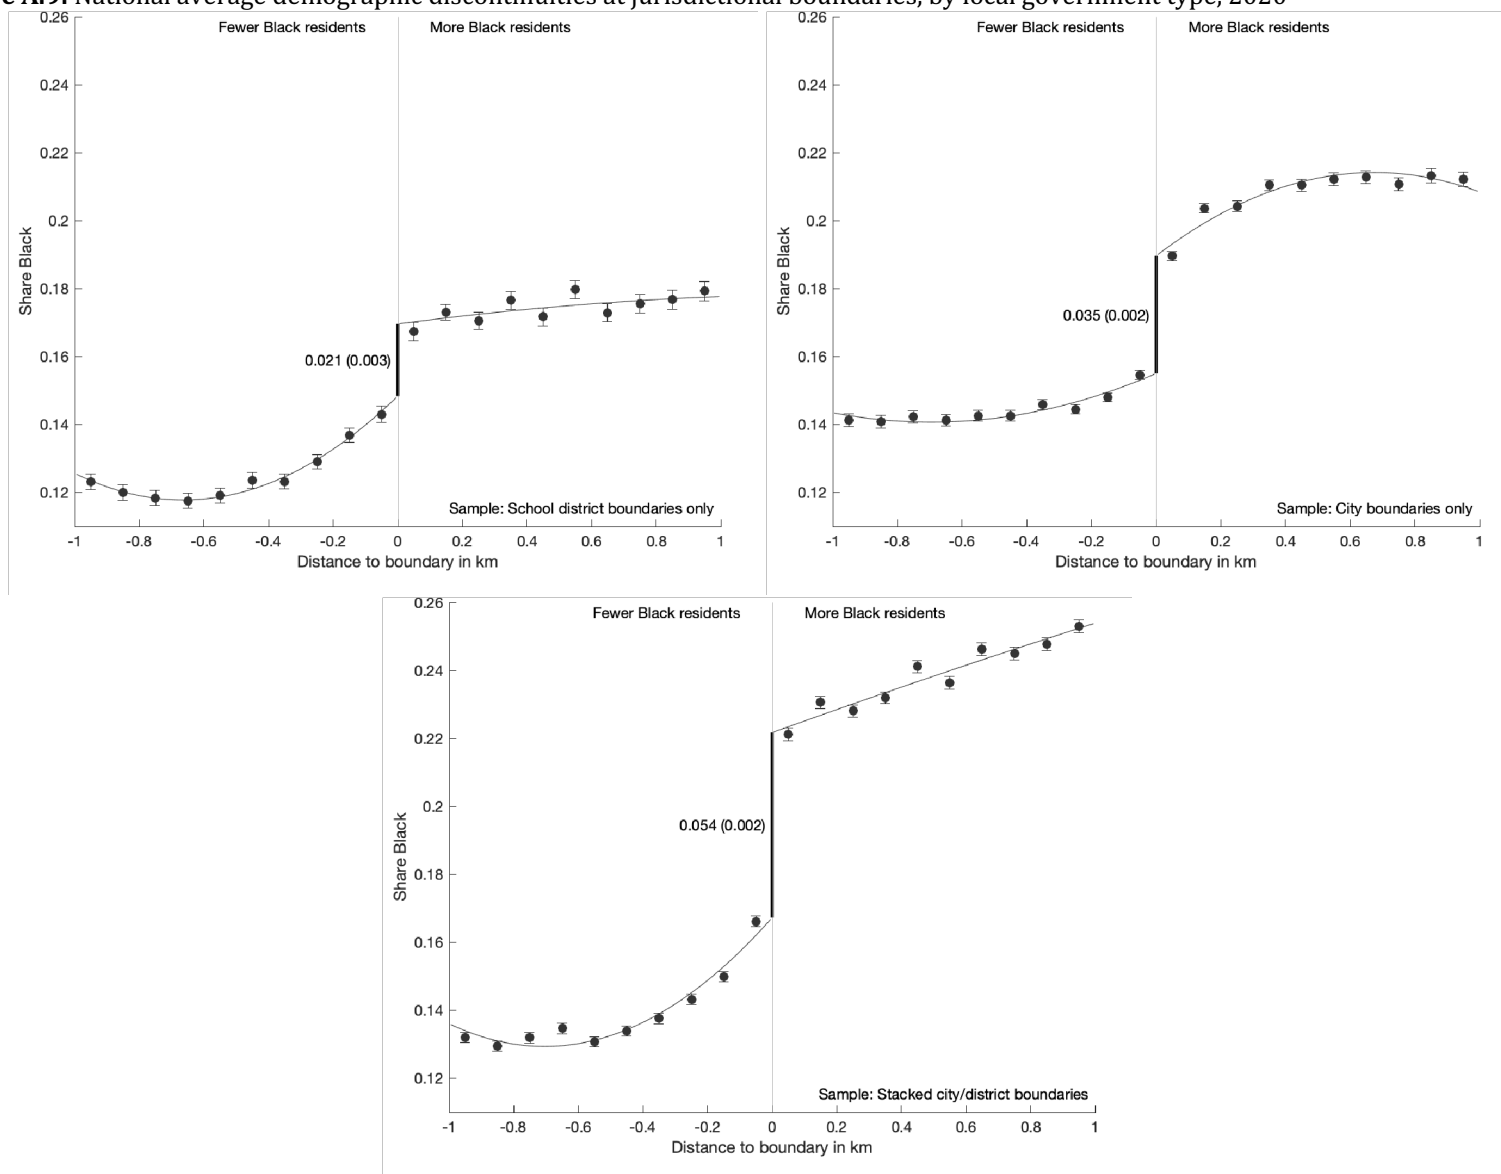 National average demographic discontinuities at jurisdictional boundaries, by local government type, 2020
Fewer Black residents More Black residents
0.26
0.24
0.22
0.2
0.18
0.16
0.14
0.12
Share Black
0.021 (0.003)
Sample: School district boundaries only
-1 -0.8 -0.6 -0.4 -0.2 0 0.2 0.4 0.6 0.8 1
Distance to boundary in km
Fewer Black residents More Black residents
0.26
0.24
0.22
0.2
0.18
0.16
0.14
0.12
Share Black
0.035 (0.002)
Sample: City boundaries only
-1 -0.8 -0.6 -0.4 -0.2 0 0.2 0.4 0.6 0.8 1
Distance to boundary in km
Fewer Black residents More Black residents
0.26
0.24
0.22
0.2
0.18
0.16
0.14
0.12
Share Black
0.054 (0.002)
Sample: Stacked city/district boundaries
-1 -0.8 -0.6 -0.4 -0.2 0 0.2 0.4 0.6 0.8 1
Distance to boundary in km